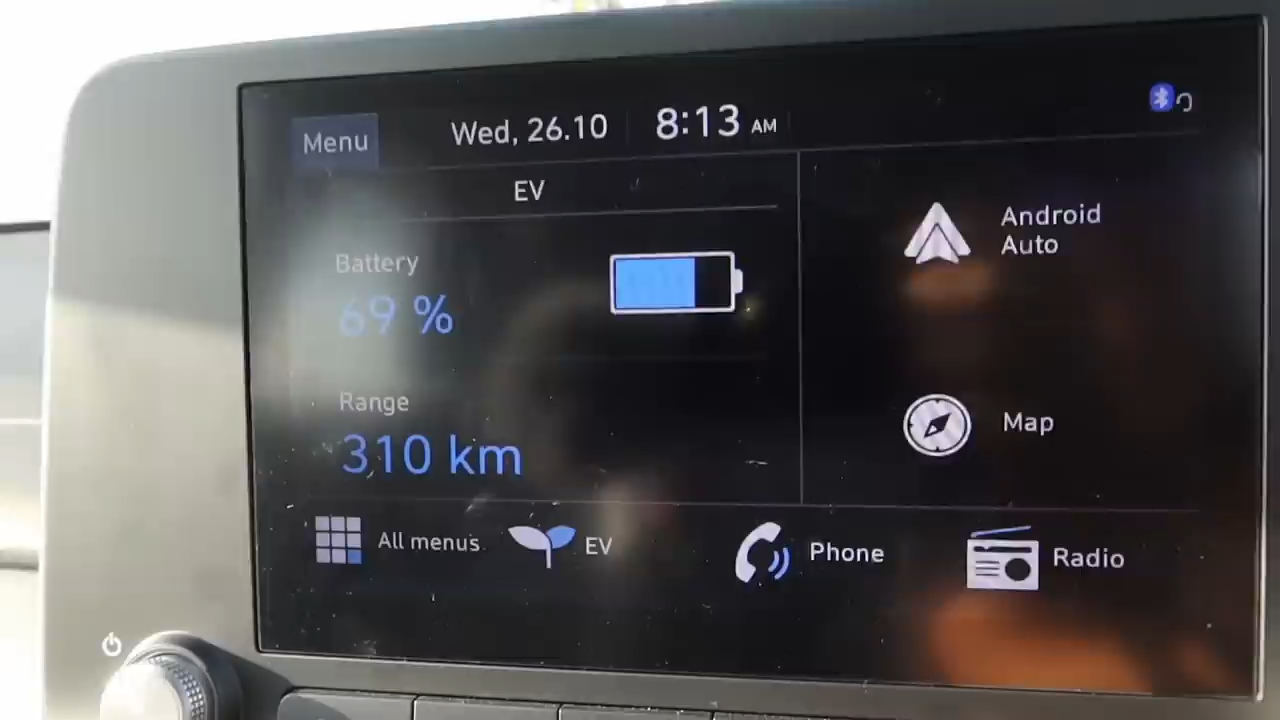 Menu
Wed, 26.10
8:13 AM
EV
Battery
69 %
Range
310 km
Android
Auto
Map
All menus
EV
Phone
Radio